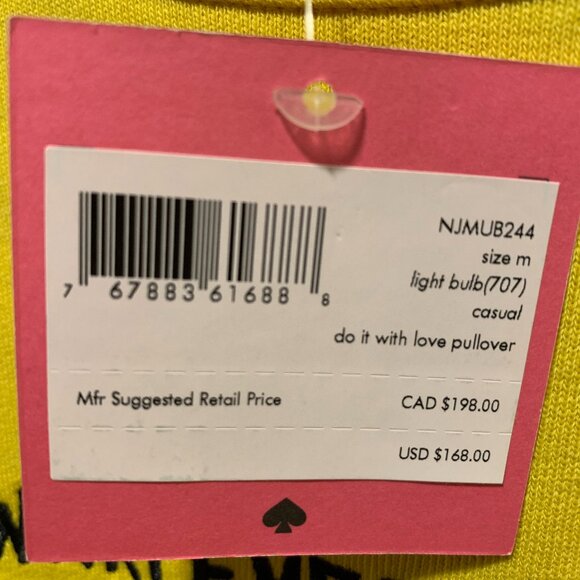 NJMUB244
size m
light bulb(707)
casual
do it with love pullover
7 67883 61688 8
Mfr Suggested Retail Price CAD $198.00
USD $168.00